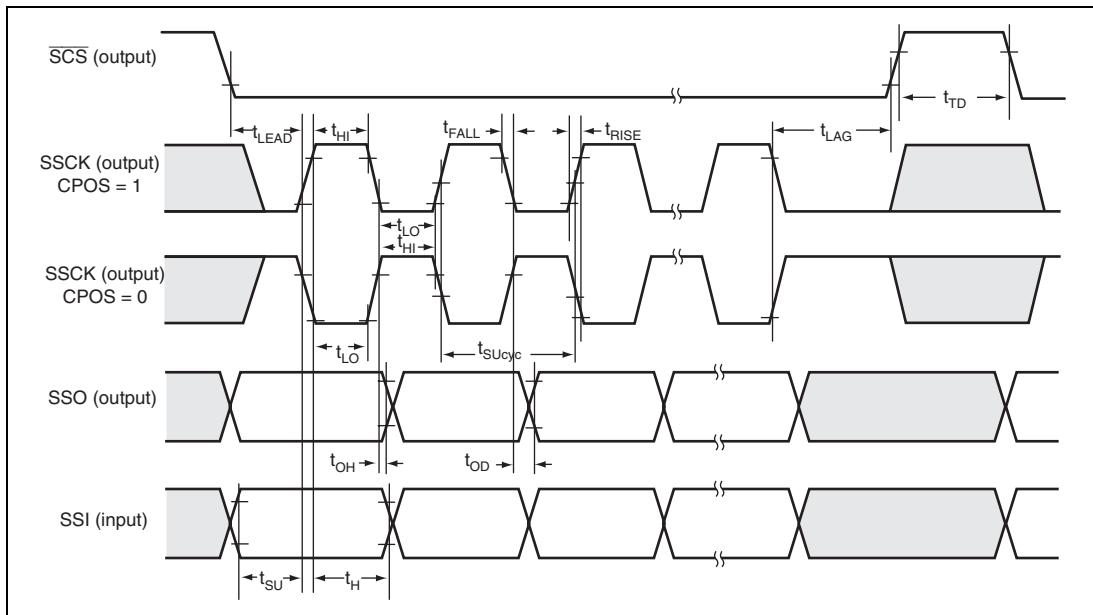 SCS (output)
tTD
tLEAD
tHI
tFALL
tRISE
tLAG
SSCK (output)
CPOS = 1
tLO
tHI
SSCK (output)
CPOS = 0
tLO
tSUcyc
SSO (output)
tOH
tOD
SSI (input)
tSU
tH